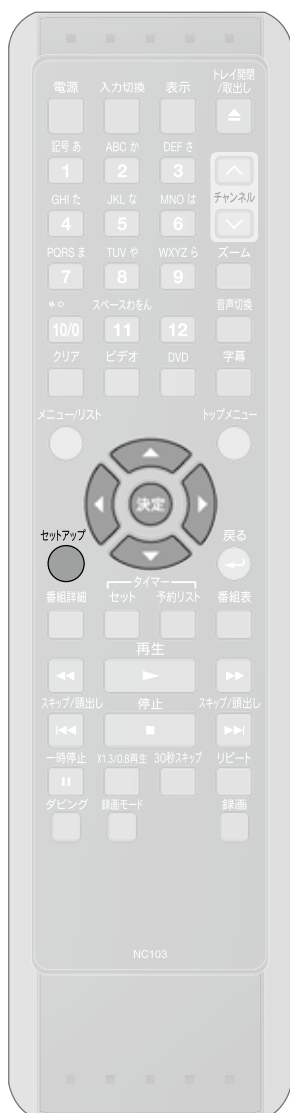 電源 入力切換 表示 トレイ開閉/取出し
記号 あ ABC か DEF さ
1 2 3
GHI た JKL な MNO は チャンネル
4 5 6
PQRS ま TUV や WXYZ ら ズーム
7 8 9
゛゜ スペースわをん 音声切換
10/0 11 12
クリア ビデオ DVD 字幕
メニュー/リスト トップメニュー
決定
セットアップ 戻る
タイマー
番組詳細 セット 予約リスト 番組表
再生
スキップ/頭出し 停止 スキップ/頭出し
一時停止 X1.3/0.8再生 30秒スキップ リピート
ダビング 録画モード 録画
NC103